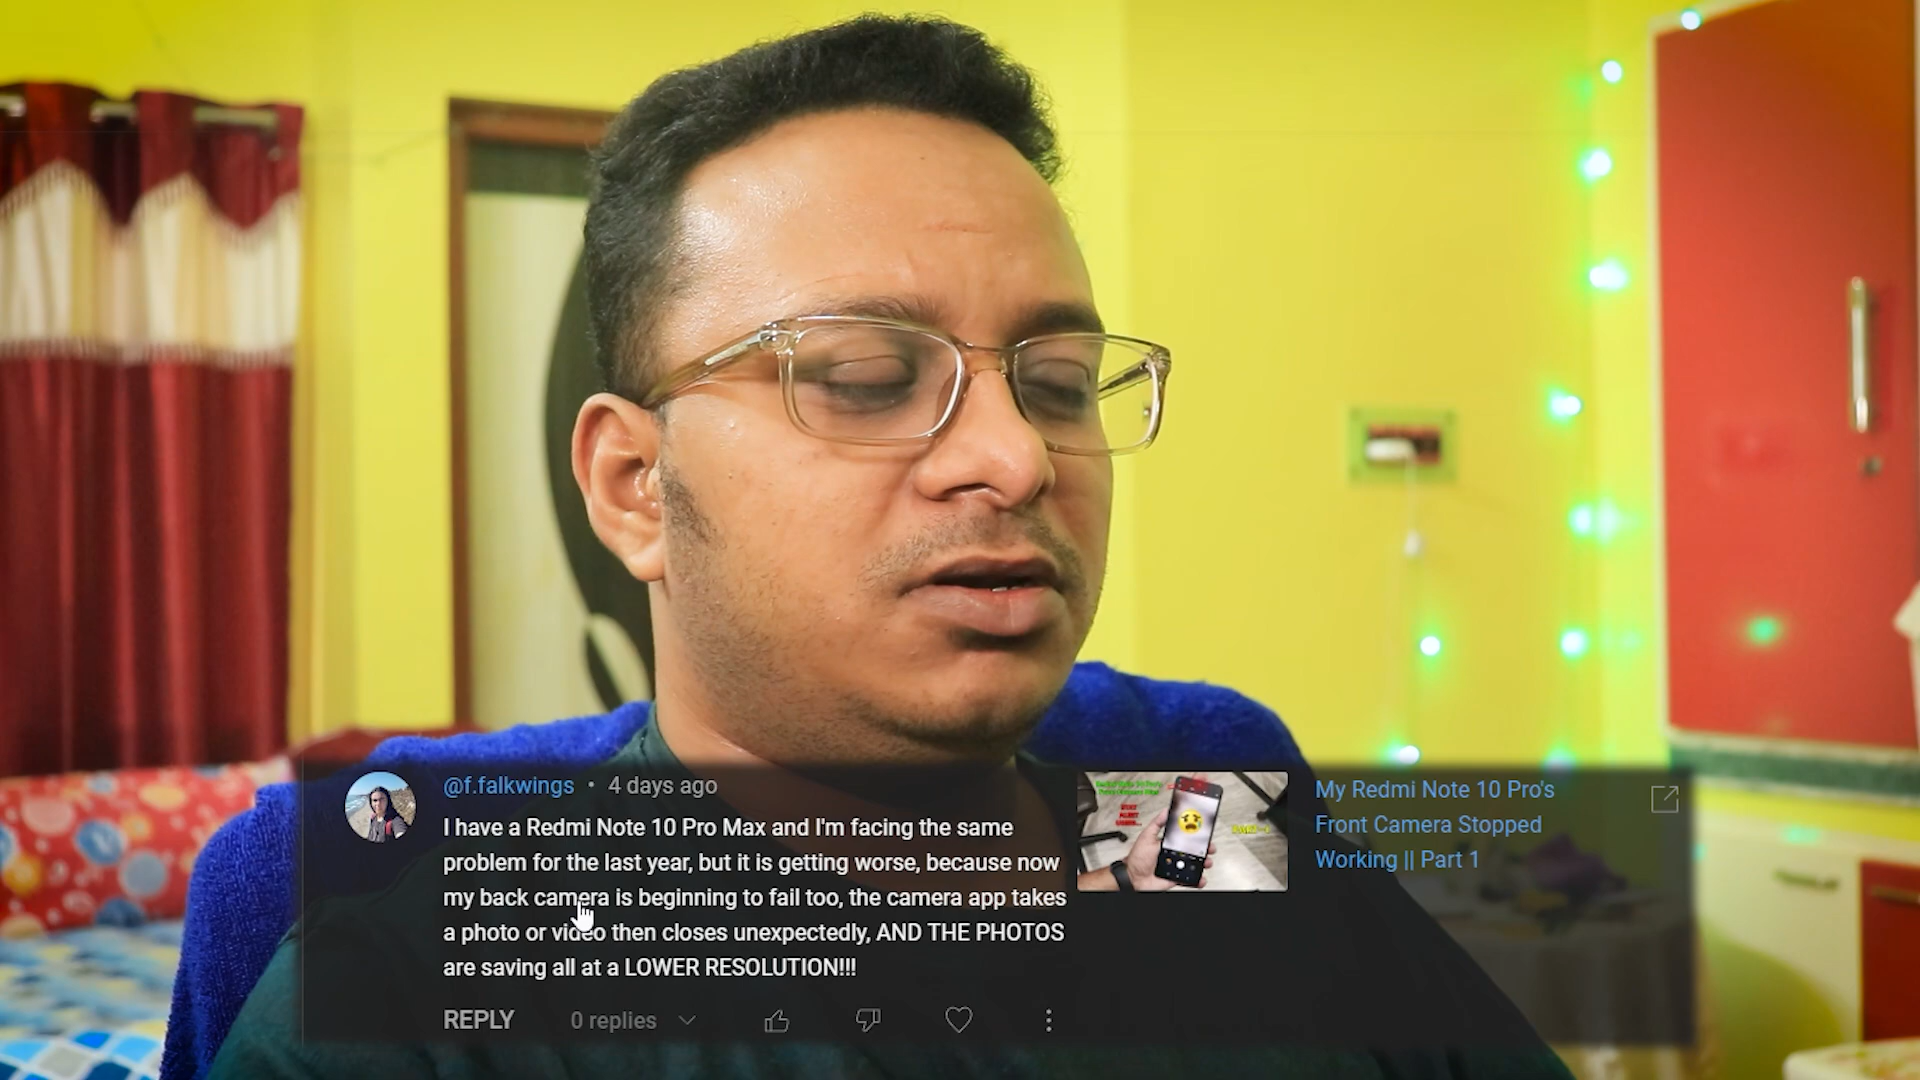 @f.falkwings • 4 days ago
I have a Redmi Note 10 Pro Max and I'm facing the same
problem for the last year, but it is getting worse, because now
my back camera is beginning to fail too, the camera app takes
a photo or video then closes unexpectedly, AND THE PHOTOS
are saving all at a LOWER RESOLUTION!!!
REPLY 0 replies
My Redmi Note 10 Pro's
Front Camera Stopped
Working || Part 1